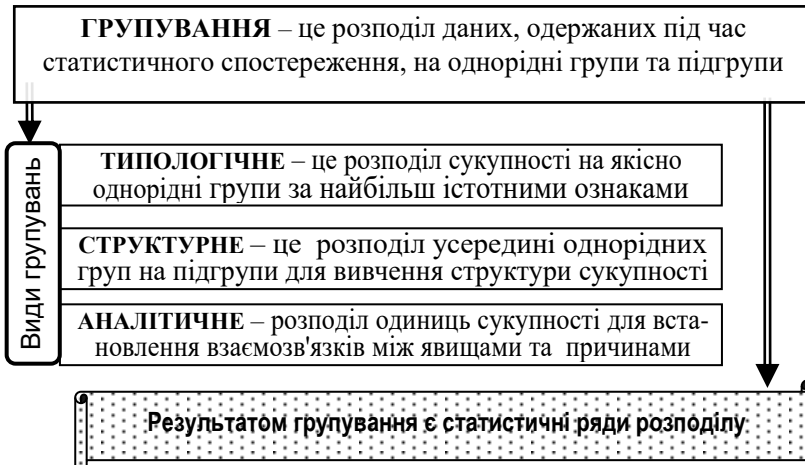 ГРУПУВАННЯ – це розподіл даних, одержаних під час
статистичного спостереження, на однорідні групи та підгрупи
Види групувань
ТИПОЛОГІЧНЕ – це розподіл сукупності на якісно
однорідні групи за найбільш істотними ознаками
СТРУКТУРНЕ – це розподіл усередині однорідних
груп на підгрупи для вивчення структури сукупності
АНАЛІТИЧНЕ – розподіл одиниць сукупності для вста-
новлення взаємозв'язків між явищами та причинами
Результатом групування є статистичні ряди розподілу